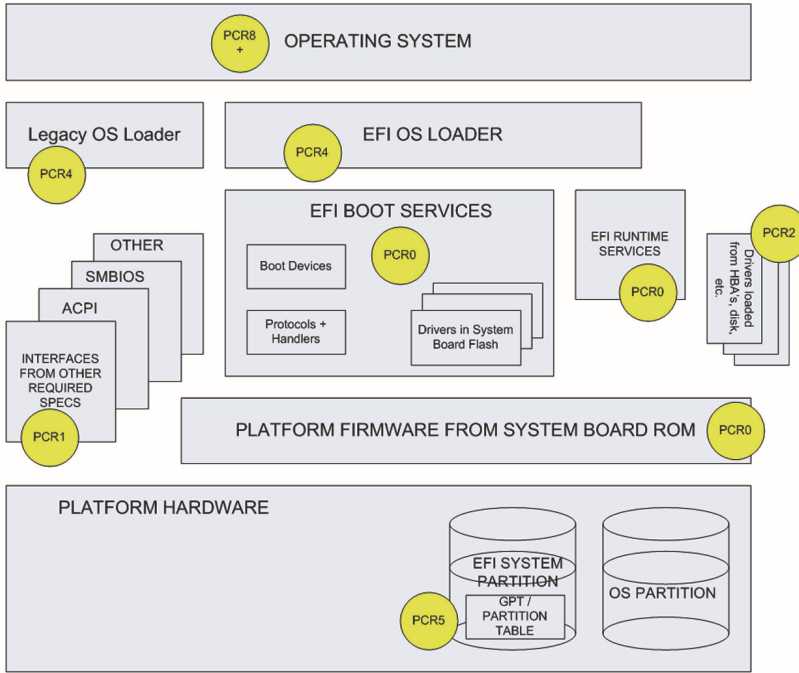 PCR8
+
OPERATING SYSTEM
Legacy OS Loader
PCR4
EFI OS LOADER
PCR4
EFI BOOT SERVICES
Boot Devices
PCR0
Protocols +
Handlers
Drivers in System
Board Flash
EFI RUNTIME
SERVICES
PCR0
PCR2
Drivers loaded
from HBA's, disk,
etc.
OTHER
SMBIOS
ACPI
INTERFACES
FROM OTHER
REQUIRED
SPECS
PCR1
PLATFORM FIRMWARE FROM SYSTEM BOARD ROM
PCR0
PLATFORM HARDWARE
EFI SYSTEM
PARTITION
GPT /
PARTITION
TABLE
PCR5
OS PARTITION